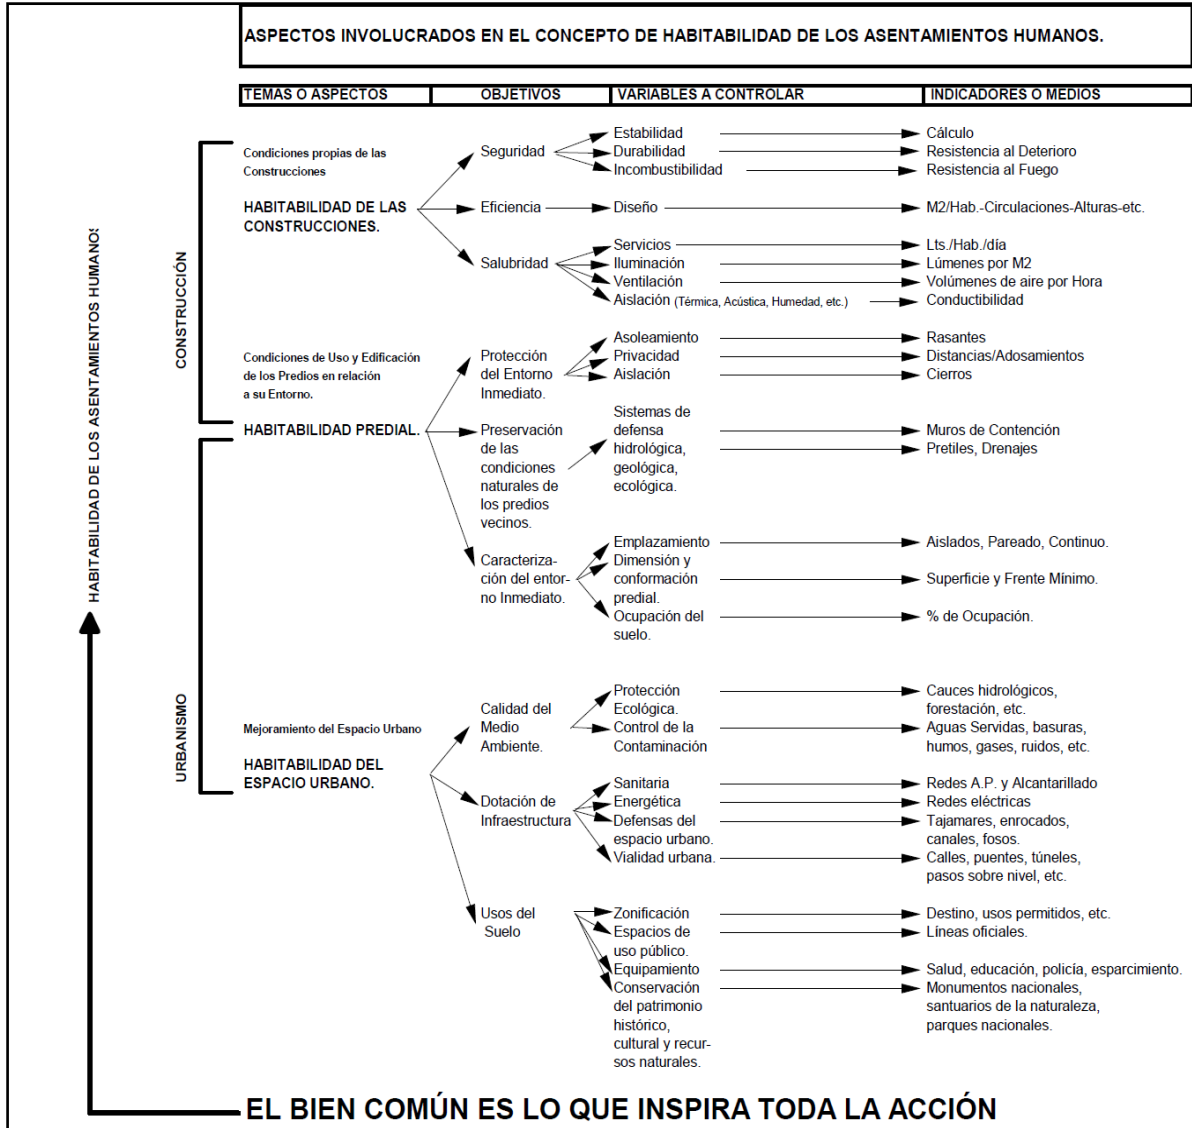 ASPECTOS INVOLUCRADOS EN EL CONCEPTO DE HABITABILIDAD DE LOS ASENTAMIENTOS HUMANOS.
TEMAS O ASPECTOS
OBJETIVOS
VARIABLES A CONTROLAR
INDICADORES O MEDIOS
HABITABILIDAD DE LOS ASENTAMIENTOS HUMANOS
CONSTRUCCIÓN
Condiciones propias de las
Construcciones
HABITABILIDAD DE LAS
CONSTRUCCIONES.
Seguridad
Estabilidad
Cálculo
Durabilidad
Resistencia al Deterioro
Incombustibilidad
Resistencia al Fuego
Eficiencia
Diseño
M2/Hab.-Circulaciones-Alturas-etc.
Salubridad
Servicios
Lts./Hab./día
Iluminación
Lúmenes por M2
Ventilación
Volúmenes de aire por Hora
Aislación (Térmica, Acústica, Humedad, etc.)
Conductibilidad
Condiciones de Uso y Edificación
de los Predios en relación
a su Entorno.
HABITABILIDAD PREDIAL.
Protección
del Entorno
Inmediato.
Asoleamiento
Rasantes
Privacidad
Distancias/Adosamientos
Aislación
Cierros
Preservación
de las
condiciones
naturales de
los predios
vecinos.
Sistemas de
defensa
hidrológica,
geológica,
ecológica.
Muros de Contención
Pretiles, Drenajes
Caracteriza-
ción del entor-
no Inmediato.
Emplazamiento
Aislados, Pareado, Continuo.
Dimensión y
conformación
predial.
Superficie y Frente Mínimo.
Ocupación del
suelo.
% de Ocupación.
URBANISMO
Mejoramiento del Espacio Urbano
HABITABILIDAD DEL
ESPACIO URBANO.
Calidad del
Medio
Ambiente.
Protección
Ecológica.
Cauces hidrológicos,
forestación, etc.
Control de la
Contaminación
Aguas Servidas, basuras,
humos, gases, ruidos, etc.
Dotación de
Infraestructura
Sanitaria
Redes A.P. y Alcantarillado
Energética
Redes eléctricas
Defensas del
espacio urbano.
Tajamares, enrocados,
canales, fosos.
Vialidad urbana.
Calles, puentes, túneles,
pasos sobre nivel, etc.
Usos del
Suelo
Zonificación
Destino, usos permitidos, etc.
Espacios de
uso público.
Líneas oficiales.
Equipamiento
Salud, educación, policía, esparcimiento.
Conservación
del patrimonio
histórico,
cultural y recur-
sos naturales.
Monumentos nacionales,
santuarios de la naturaleza,
parques nacionales.
EL BIEN COMÚN ES LO QUE INSPIRA TODA LA ACCIÓN